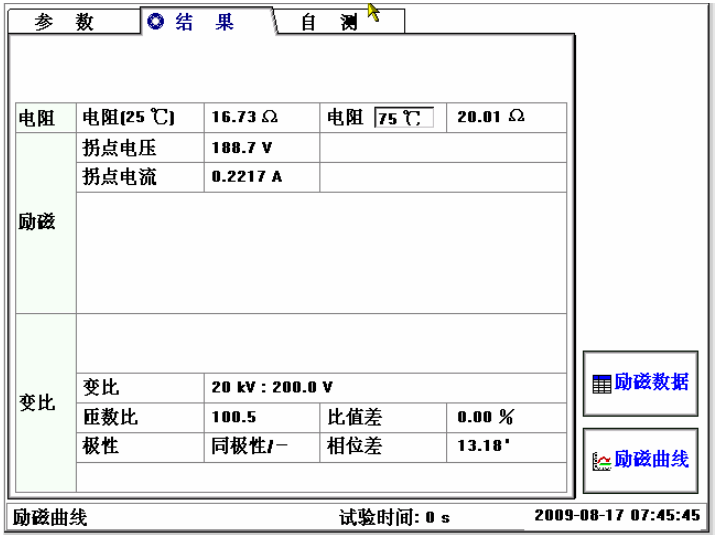 参 数 结 果 自 测
电阻 电阻(25 ℃) 16.73 Ω 电阻 75 ℃ 20.01 Ω
拐点电压 188.7 V
拐点电流 0.2217 A
励磁
变比 20 kV : 200.0 V
变比
匝数比 100.5 比值差 0.00 %
极性 同极性/- 相位差 13.18'
励磁数据
励磁曲线
励磁曲线 试验时间: 0 s 2009-08-17 07:45:45